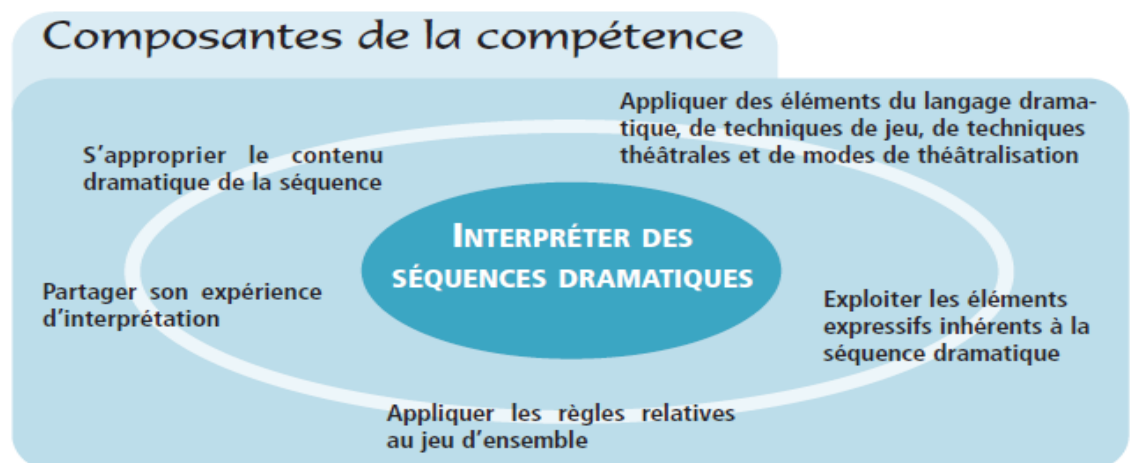 Composantes de la compétence
S'approprier le contenu
dramatique de la séquence
Appliquer des éléments du langage drama-
tique, de techniques de jeu, de techniques
théâtrales et de modes de théâtralisation
INTERPRÉTER DES
SÉQUENCES DRAMATIQUES
Partager son expérience
d'interprétation
Exploiter les éléments
expressifs inhérents à la
séquence dramatique
Appliquer les règles relatives
au jeu d'ensemble